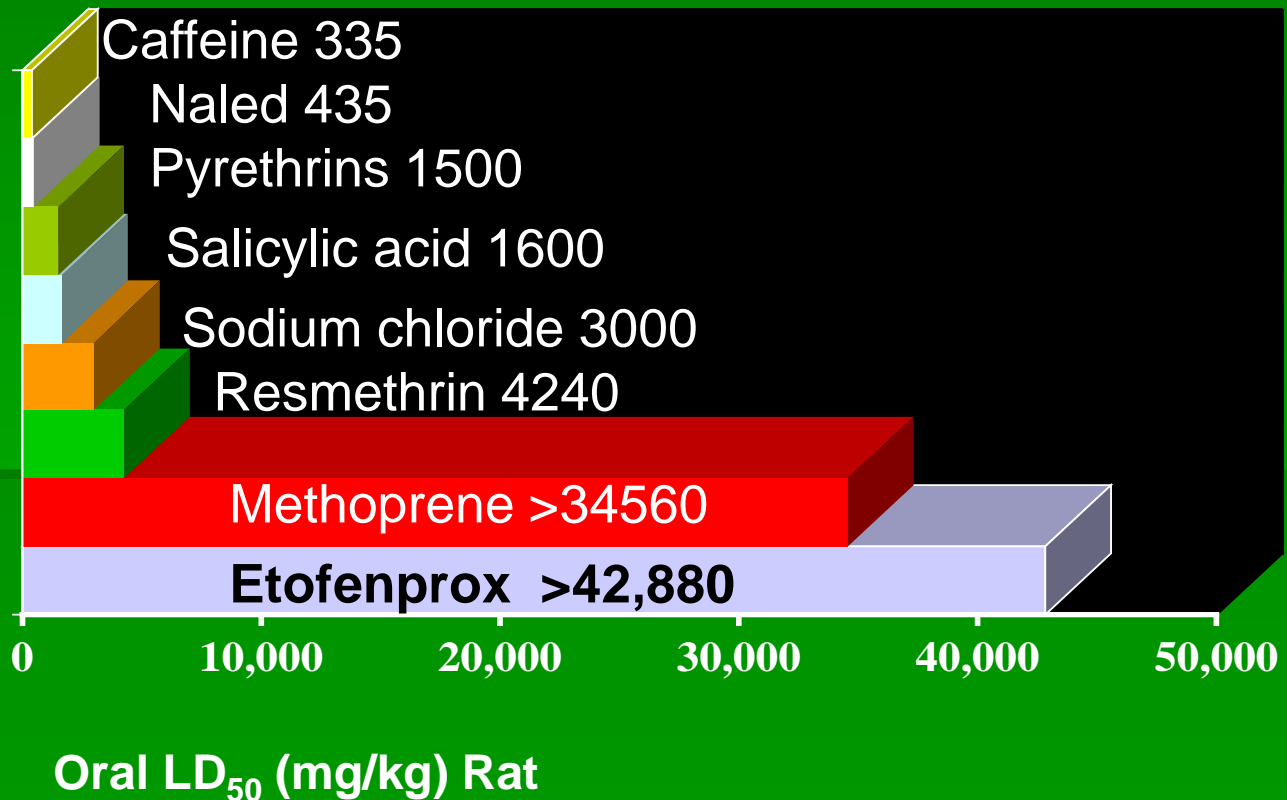 Caffeine 335
Naled 435
Pyrethrins 1500
Salicylic acid 1600
Sodium chloride 3000
Resmethrin 4240
Methoprene >34560
Etofenprox >42,880
0 10,000 20,000 30,000 40,000 50,000
Oral LD₅₀ (mg/kg) Rat